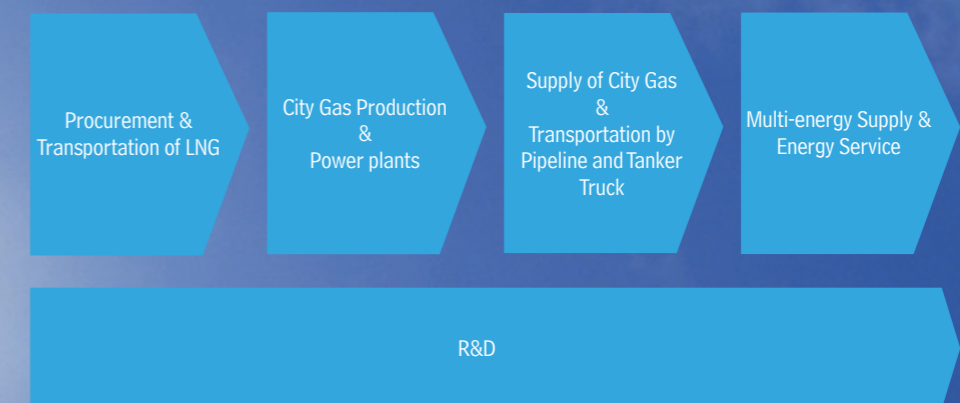 Procurement &
Transportation of LNG
City Gas Production
&
Power plants
Supply of City Gas
&
Transportation by
Pipeline and Tanker
Truck
Multi-energy Supply &
Energy Service
R&D